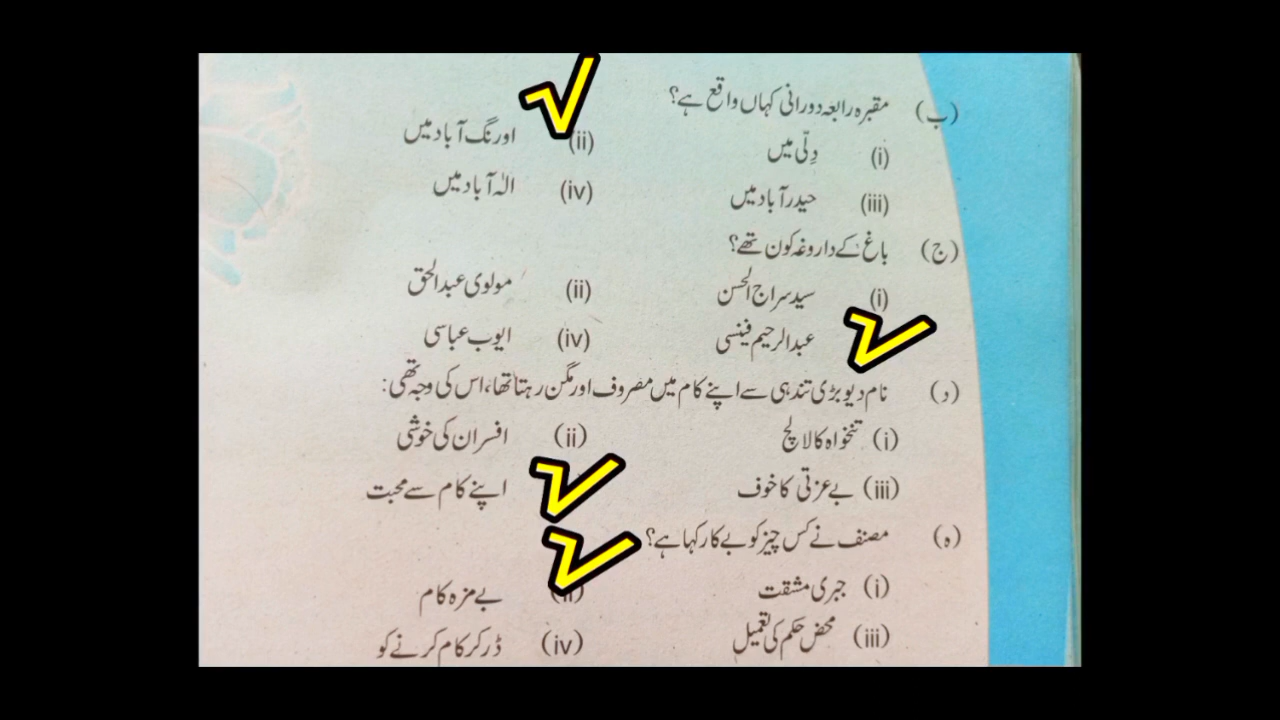 (ب) مقبرہ رابعہ دورانی کہاں واقع ہے؟
(i) دِلّی میں (ii) اورنگ آباد میں
(iii) حیدر آباد میں (iv) الٰہ آباد میں
(ج) باغ کے داروغہ کون تھے؟
(i) سید سراج الحسن (ii) مولوی عبدالحق
عبدالرحیم فینسی (iv) ایوب عباسی
(د) نام دیو بڑی تندہی سے اپنے کام میں مصروف اور مگن رہتا تھا، اس کی وجہ تھی:
(i) تنخواہ کا لالچ (ii) افسران کی خوشی
(iii) بے عزتی کا خوف اپنے کام سے محبت
(ہ) مصنف نے کس چیز کو بے کار کہا ہے؟
(i) جبری مشقت (ii) بے مزہ کام
(iii) محض حکم کی تعمیل (iv) ڈر کر کام کرنے کو